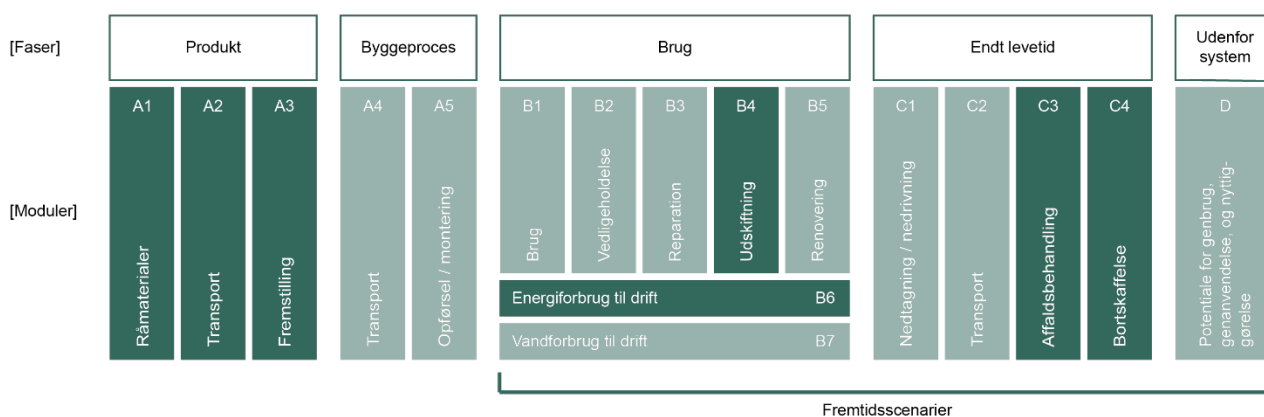 [Faser]
Produkt
Byggeproces
Brug
Endt levetid
Udenfor
system
[Moduler]
A1
Råmaterialer
A2
Transport
A3
Fremstilling
A4
Transport
A5
Opførsel / montering
B1
Brug
B2
Vedligeholdelse
B3
Reparation
B4
Udskiftning
B5
Renovering
Energiforbrug til drift B6
Vandforbrug til drift B7
C1
Nedtagning / nedrivning
C2
Transport
C3
Affaldsbehandling
C4
Bortskaffelse
D
Potentiale for genbrug,
genanvendelse, og nyttig-
gørelse
Fremtidsscenarier